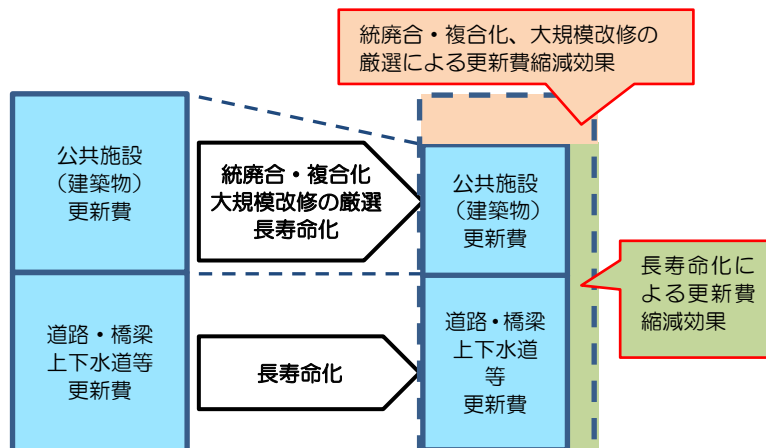 統廃合・複合化、大規模改修の
厳選による更新費縮減効果
公共施設
（建築物）
更新費
統廃合・複合化
大規模改修の厳選
長寿命化
公共施設
（建築物）
更新費
長寿命化に
よる更新費
縮減効果
道路・橋梁
上下水道等
更新費
長寿命化
道路・橋梁
上下水道
等
更新費